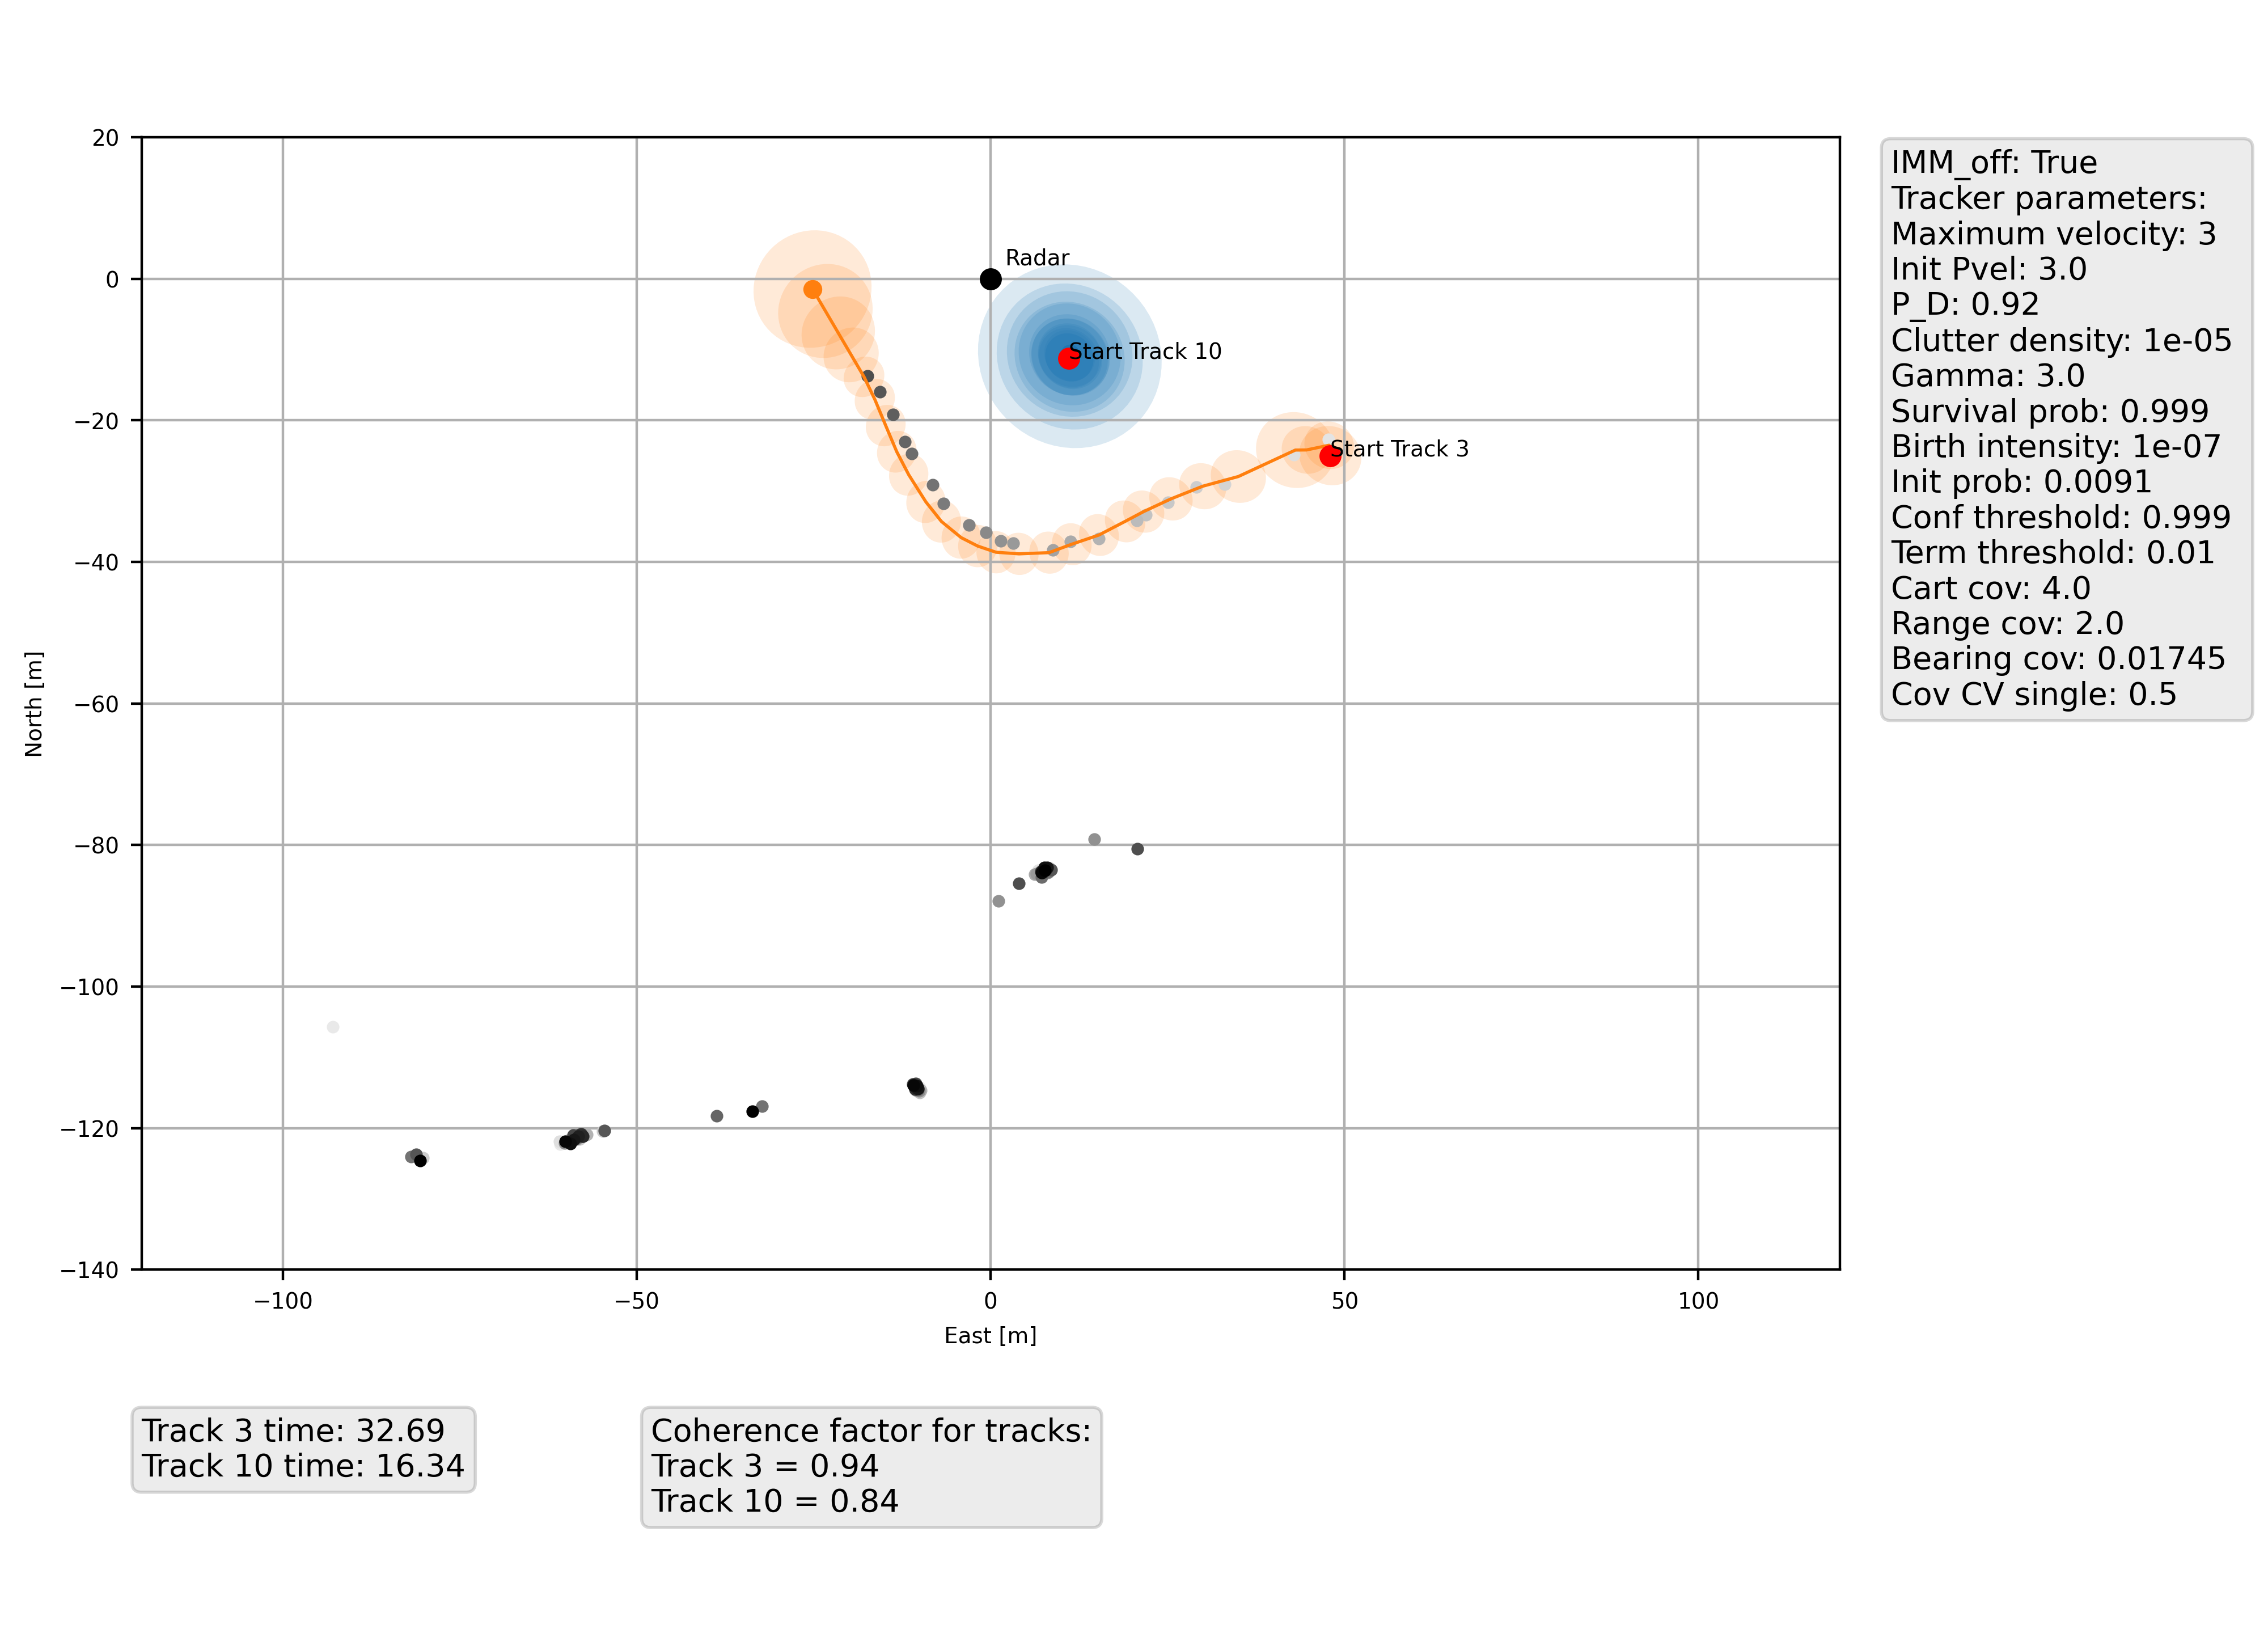 20
0
−20
−40
−60
−80
−100
−120
−140
−100
−50
0
50
100
North [m]
East [m]
Radar
Start Track 10
Start Track 3
IMM_off: True
Tracker parameters:
Maximum velocity: 3
Init Pvel: 3.0
P_D: 0.92
Clutter density: 1e-05
Gamma: 3.0
Survival prob: 0.999
Birth intensity: 1e-07
Init prob: 0.0091
Conf threshold: 0.999
Term threshold: 0.01
Cart cov: 4.0
Range cov: 2.0
Bearing cov: 0.01745
Cov CV single: 0.5
Track 3 time: 32.69
Track 10 time: 16.34
Coherence factor for tracks:
Track 3 = 0.94
Track 10 = 0.84